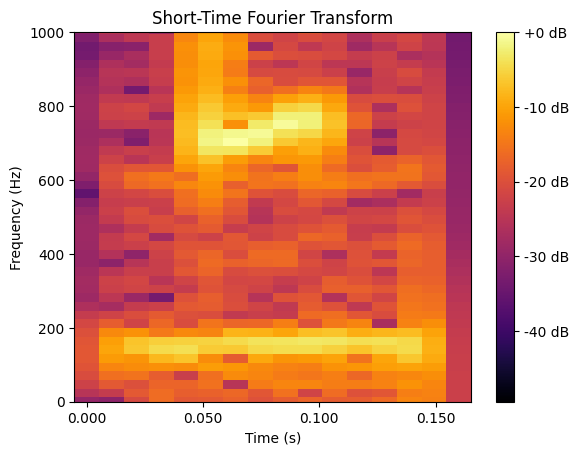 Short-Time Fourier Transform
Frequency (Hz)
1000
800
600
400
200
0
0.000
0.050
0.100
0.150
Time (s)
+0 dB
-10 dB
-20 dB
-30 dB
-40 dB